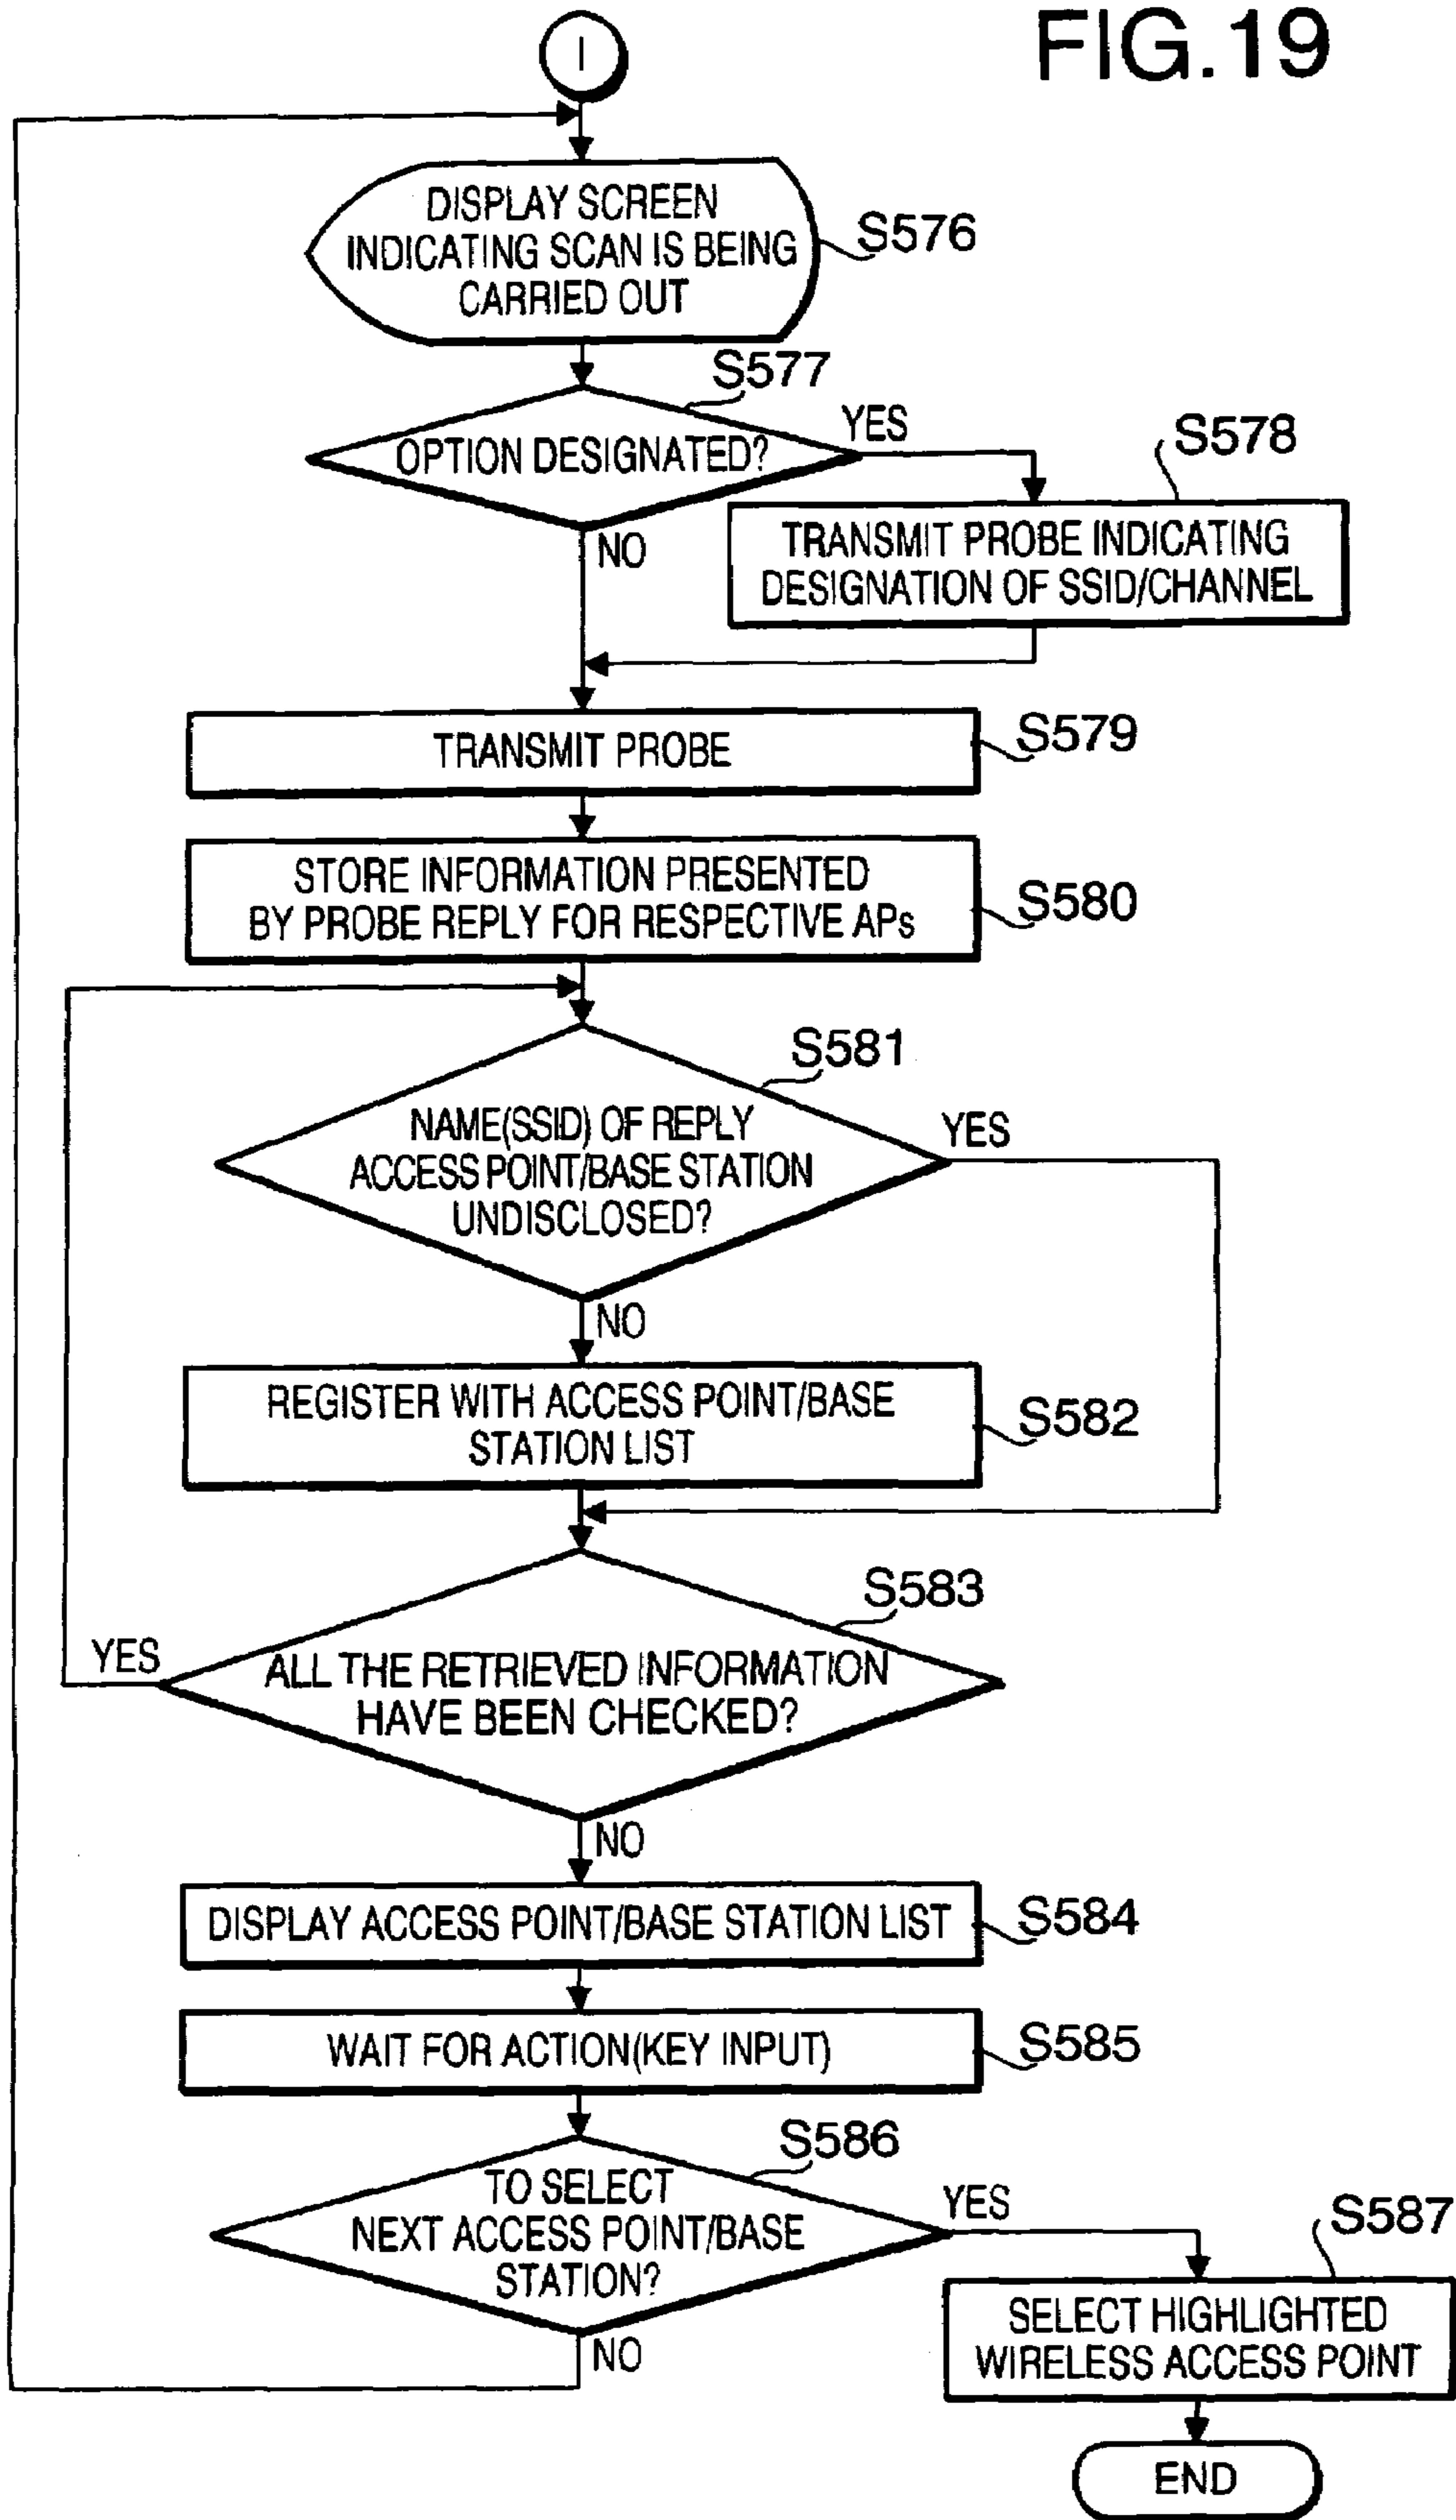 FIG.19
I
DISPLAY SCREEN
INDICATING SCAN IS BEING
CARRIED OUT
S576
S577
OPTION DESIGNATED?
YES
NO
S578
TRANSMIT PROBE INDICATING
DESIGNATION OF SSID/CHANNEL
TRANSMIT PROBE
S579
STORE INFORMATION PRESENTED
BY PROBE REPLY FOR RESPECTIVE APs
S580
S581
NAME(SSID) OF REPLY
ACCESS POINT/BASE STATION
UNDISCLOSED?
YES
NO
REGISTER WITH ACCESS POINT/BASE
STATION LIST
S582
S583
YES
ALL THE RETRIEVED INFORMATION
HAVE BEEN CHECKED?
NO
DISPLAY ACCESS POINT/BASE STATION LIST
S584
WAIT FOR ACTION(KEY INPUT)
S585
S586
TO SELECT
NEXT ACCESS POINT/BASE
STATION?
YES
NO
S587
SELECT HIGHLIGHTED
WIRELESS ACCESS POINT
END